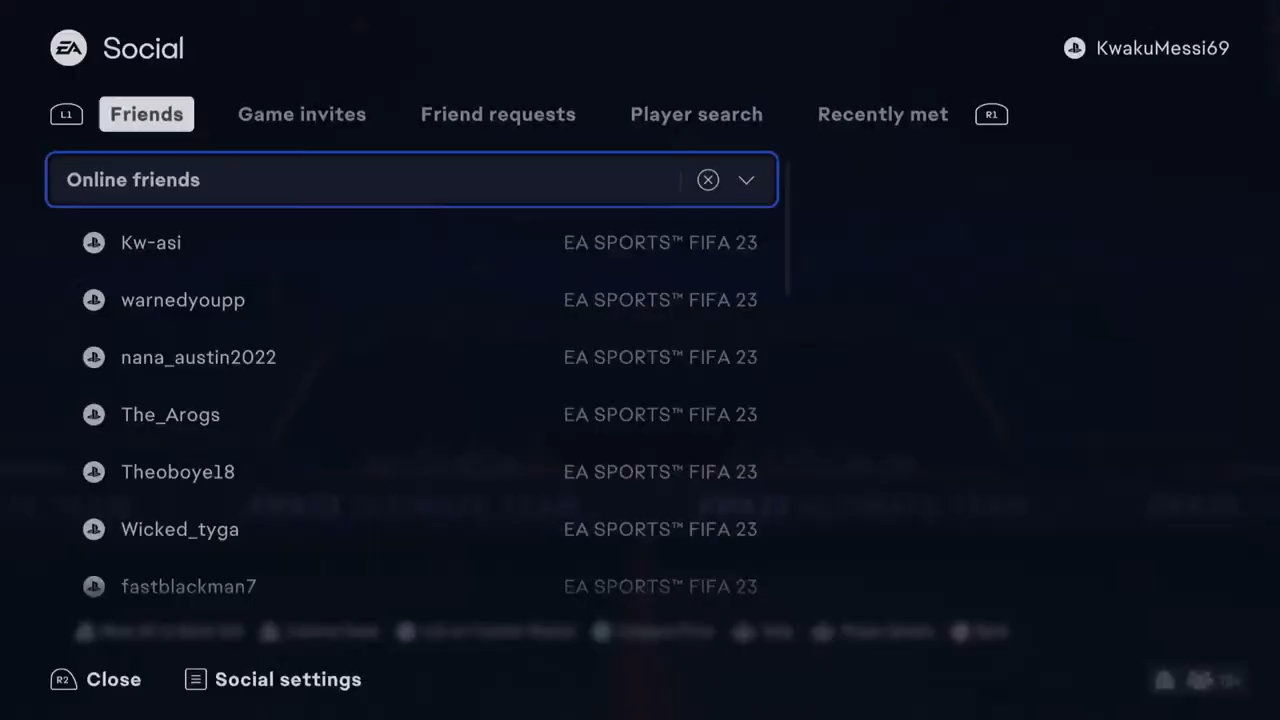 EA Social
KwakuMessi69
L1 Friends Game invites Friend requests Player search Recently met R1
Online friends
Kw-asi EA SPORTS™ FIFA 23
warnedyoupp EA SPORTS™ FIFA 23
nana_austin2022 EA SPORTS™ FIFA 23
The_Arogs EA SPORTS™ FIFA 23
Theoboye18 EA SPORTS™ FIFA 23
Wicked_tyga EA SPORTS™ FIFA 23
fastblackman7 EA SPORTS™ FIFA 23
R2 Close Social settings